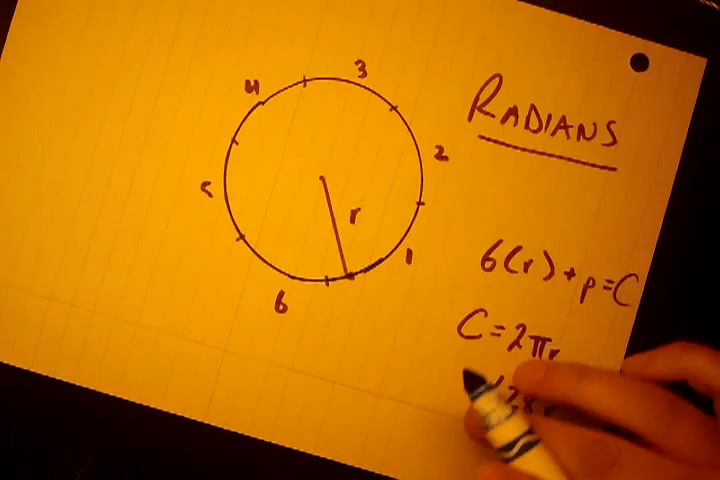 RADIANS
3
4
2
5
r
1
6
6(r) + p = C
C = 2πr